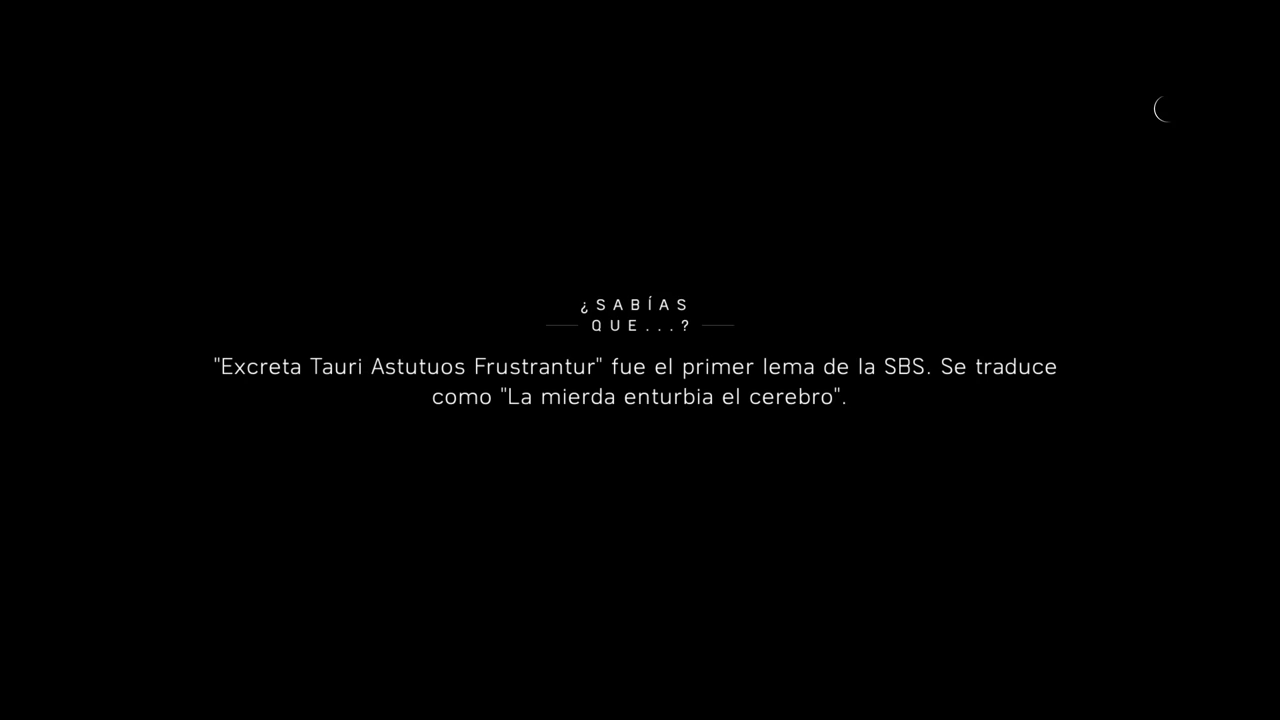 ¿SABÍAS
QUE...?
"Excreta Tauri Astutuos Frustrantur" fue el primer lema de la SBS. Se traduce
como "La mierda enturbia el cerebro".